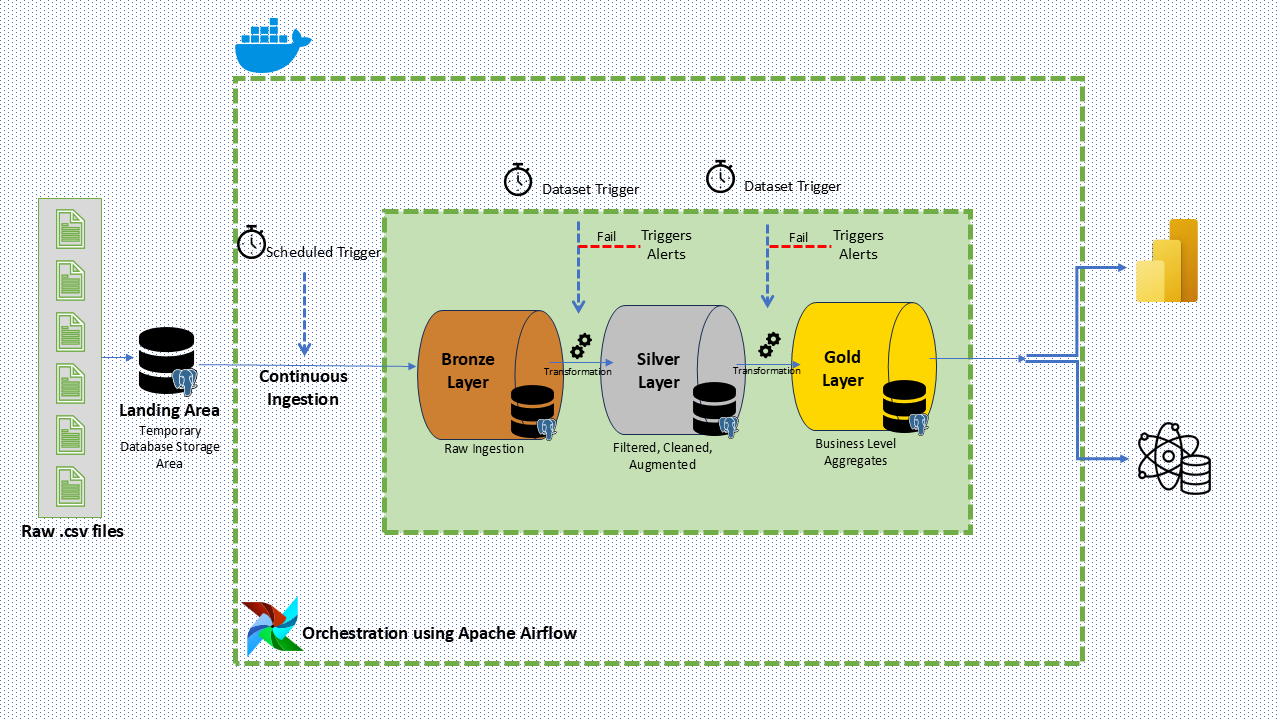 Dataset Trigger
Dataset Trigger
Scheduled Trigger
Fail
Triggers
Alerts
Fail
Triggers
Alerts
Bronze
Layer
Transformation
Silver
Layer
Transformation
Gold
Layer
Continuous
Ingestion
Landing Area
Temporary
Database Storage
Area
Raw Ingestion
Filtered, Cleaned,
Augmented
Business Level
Aggregates
Raw .csv files
Orchestration using Apache Airflow